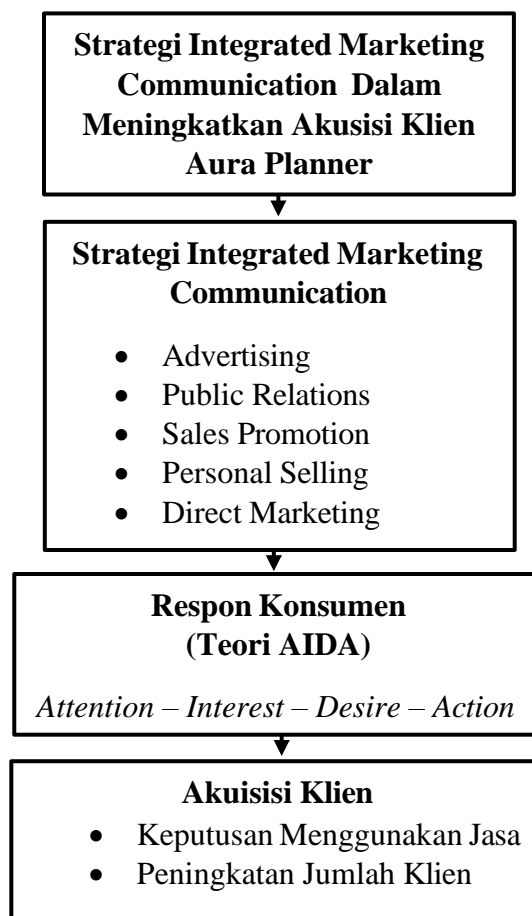 Strategi Integrated Marketing
Communication Dalam
Meningkatkan Akusisi Klien
Aura Planner
Strategi Integrated Marketing
Communication
• Advertising
• Public Relations
• Sales Promotion
• Personal Selling
• Direct Marketing
Respon Konsumen
(Teori AIDA)
Attention – Interest – Desire – Action
Akuisisi Klien
• Keputusan Menggunakan Jasa
• Peningkatan Jumlah Klien